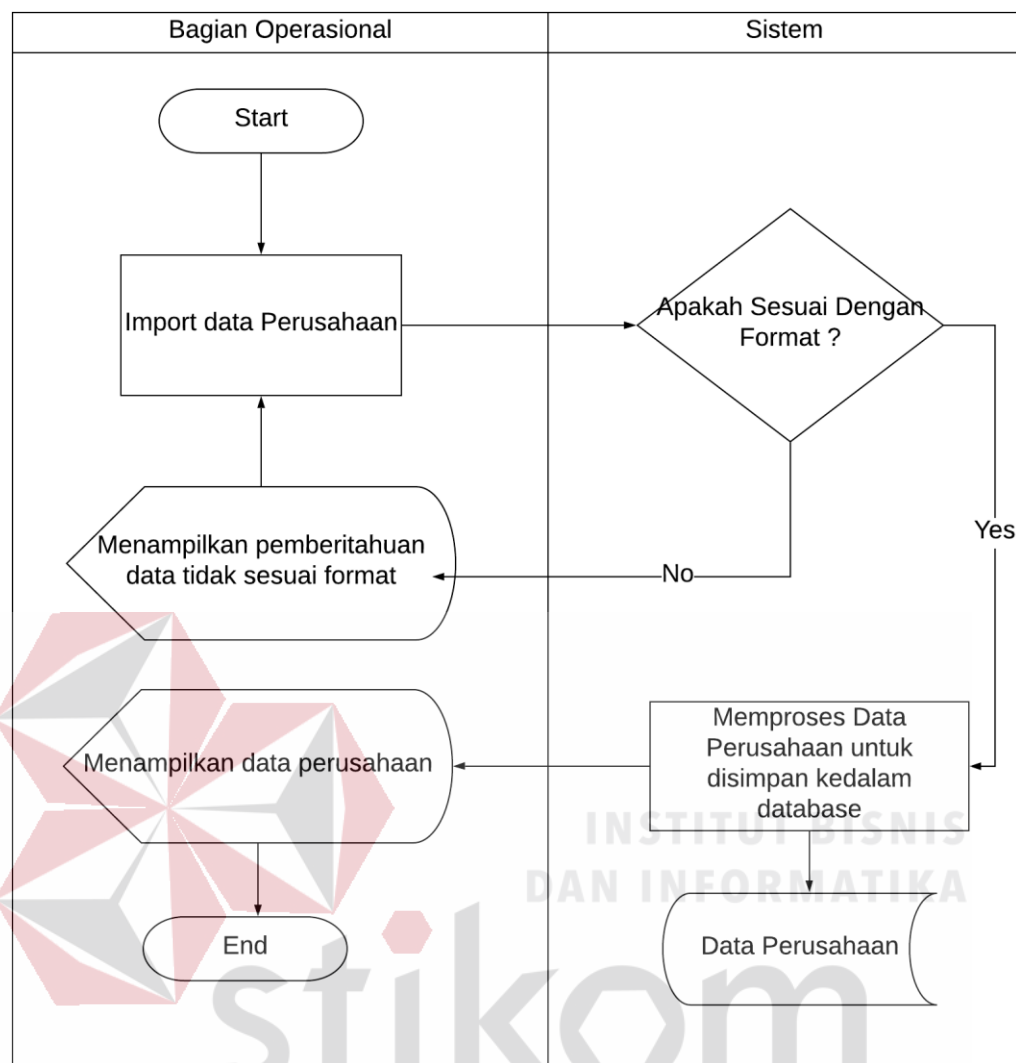 Bagian Operasional
Sistem
Start
Import data Perusahaan
Apakah Sesuai Dengan
Format ?
Menampilkan pemberitahuan
data tidak sesuai format
No
Yes
Menampilkan data perusahaan
Memproses Data
Perusahaan untuk
disimpan kedalam
database
INSTITUT BISNIS
DAN INFORMATIKA
End
Data Perusahaan
stikom